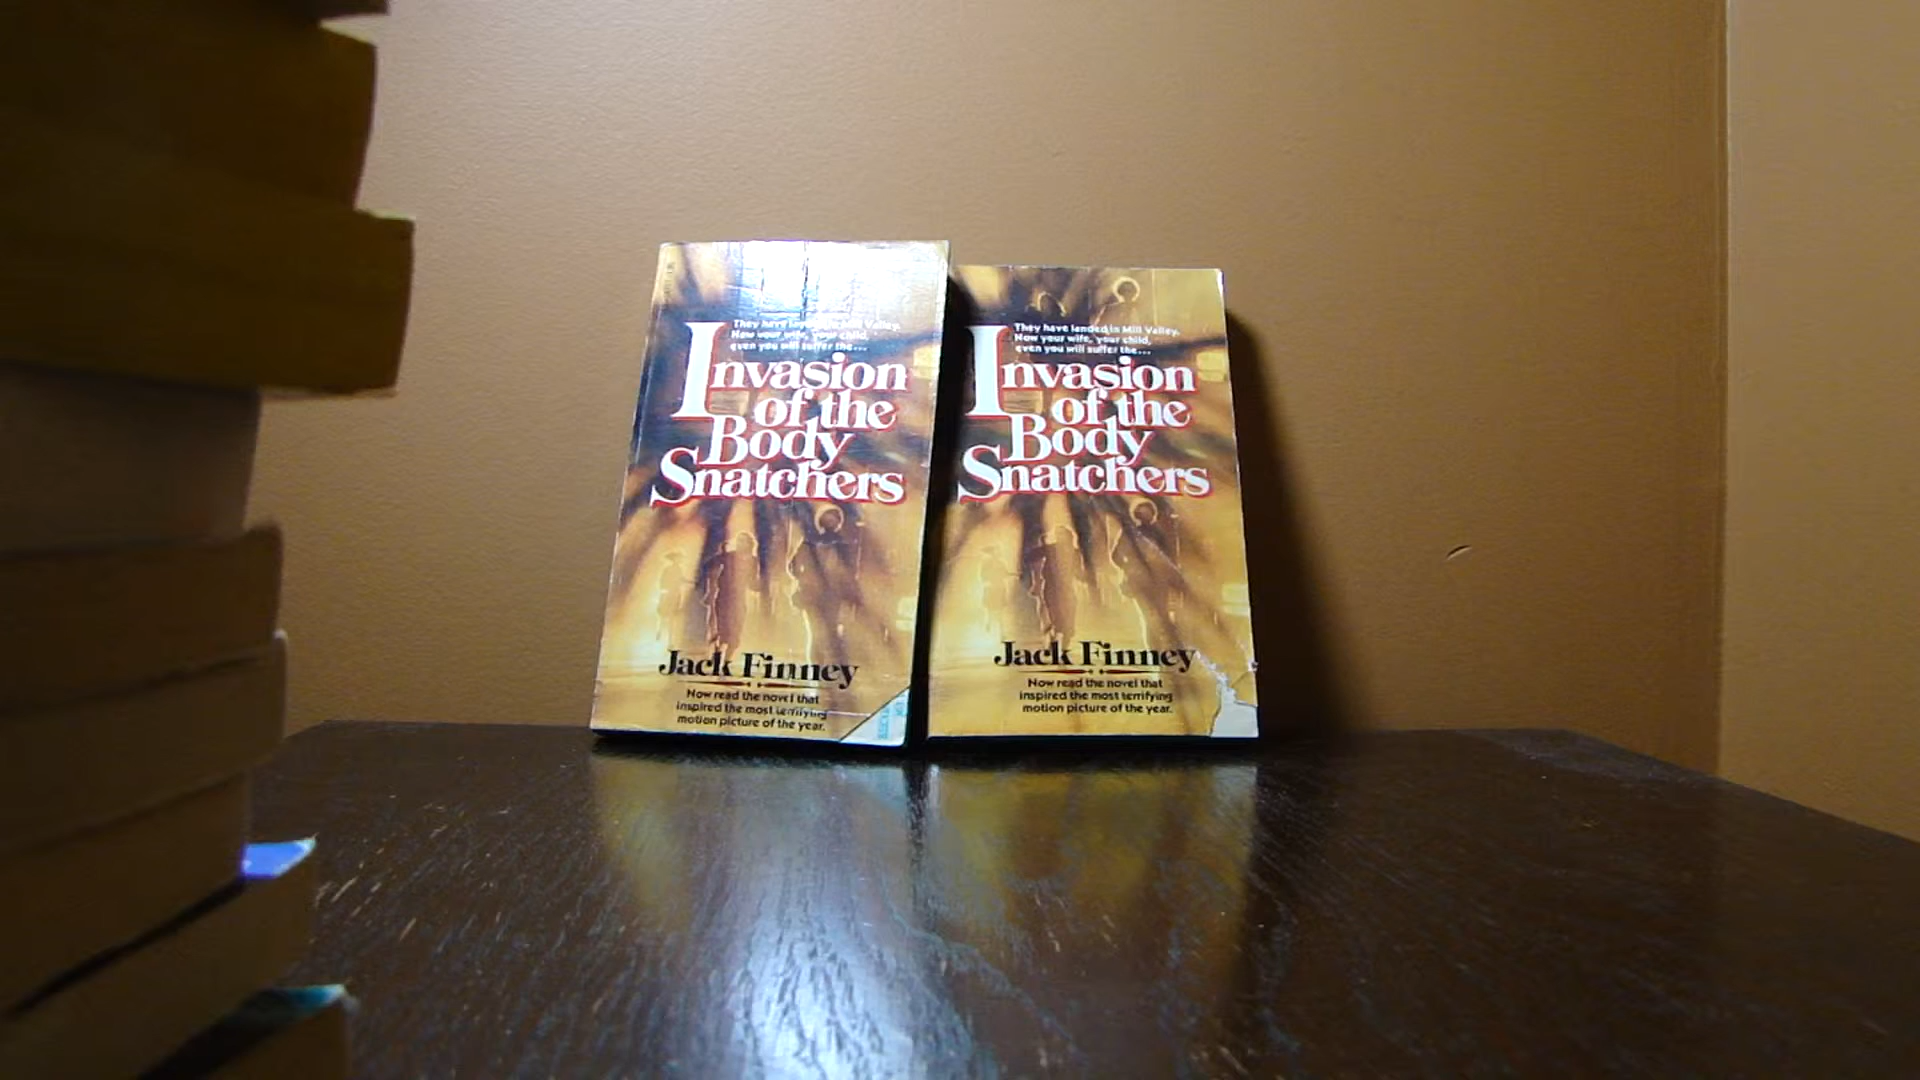 They have landed in Mill Valley.
Now your wife, your child,
even you will suffer the...
Invasion
of the
Body
Snatchers
Jack Finney
Now read the novel that
inspired the most terrifying
motion picture of the year.
They have landed in Mill Valley.
Now your wife, your child,
even you will suffer the...
Invasion
of the
Body
Snatchers
Jack Finney
Now read the novel that
inspired the most terrifying
motion picture of the year.